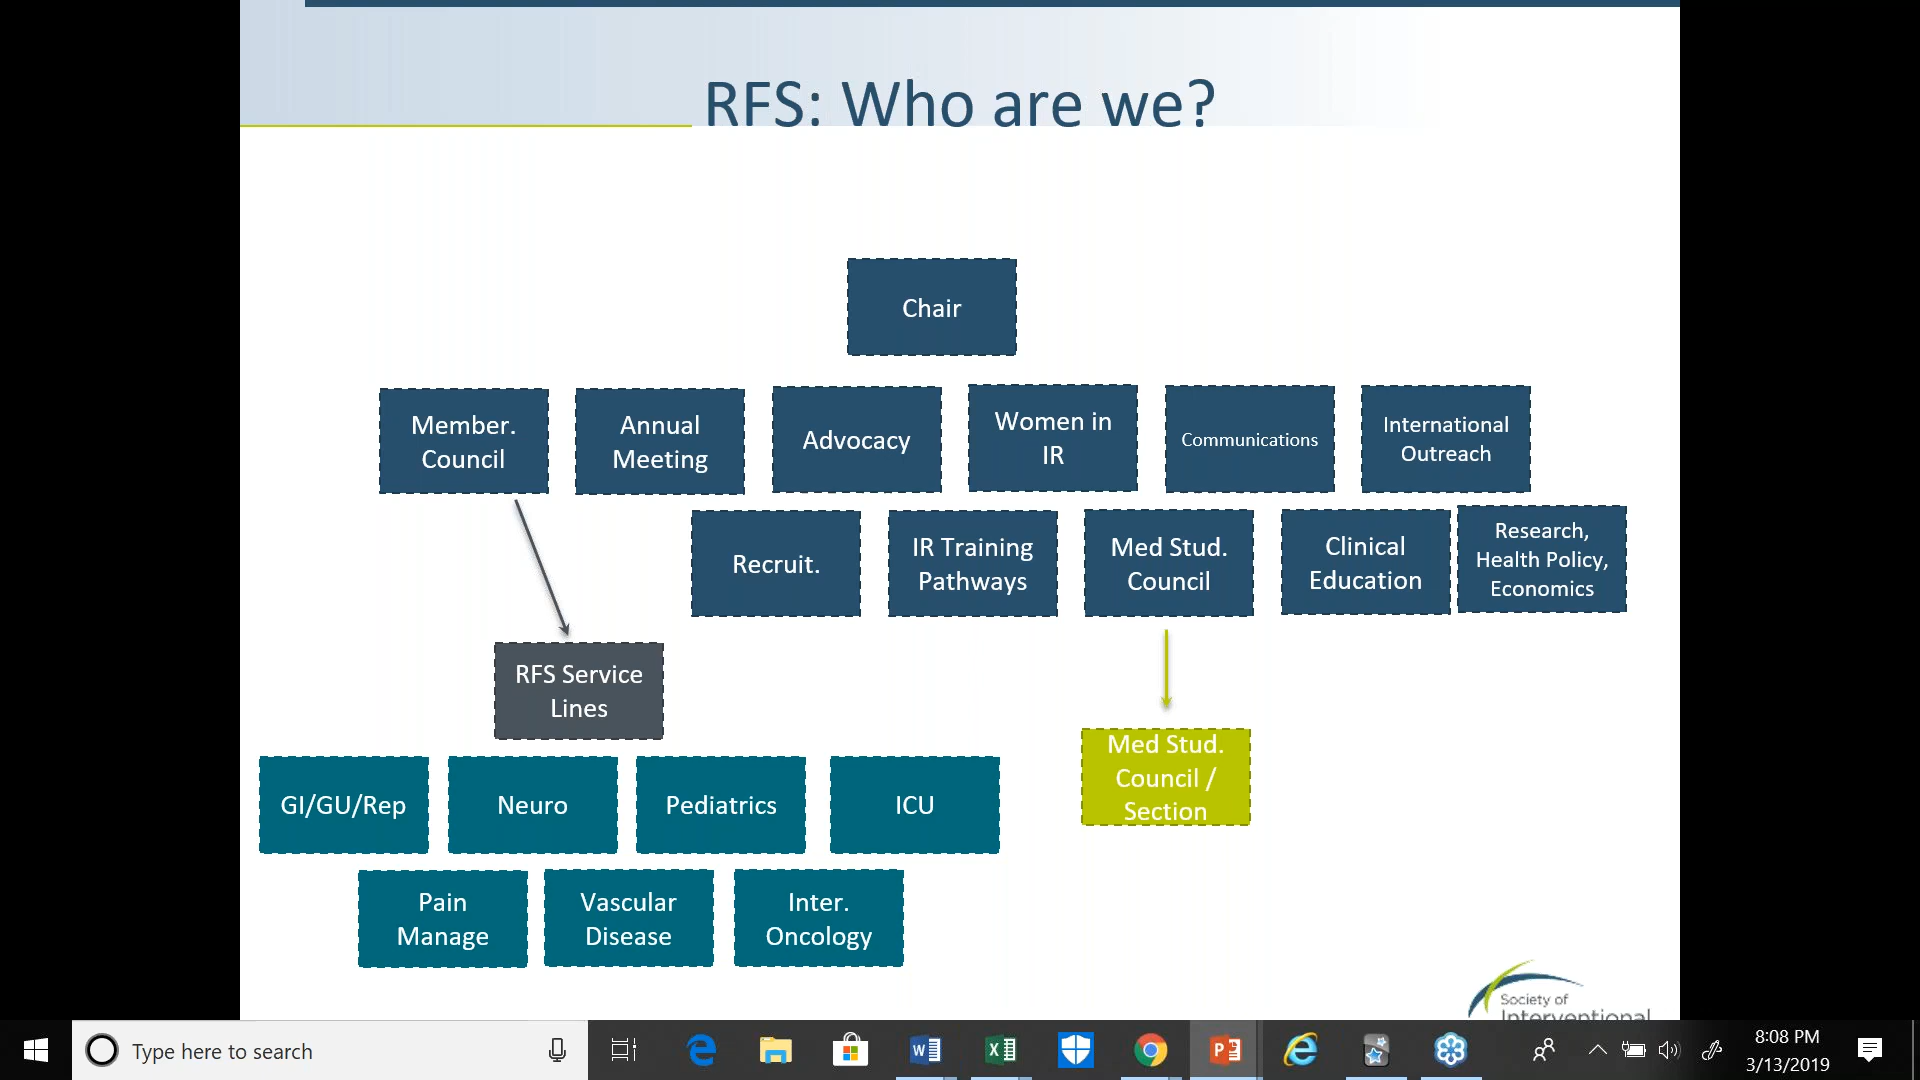 RFS: Who are we?
Chair
Member.
Council
Annual
Meeting
Advocacy
Women in
IR
Communications
International
Outreach
Recruit.
IR Training
Pathways
Med Stud.
Council
Clinical
Education
Research,
Health Policy,
Economics
RFS Service
Lines
Med Stud.
Council /
Section
GI/GU/Rep
Neuro
Pediatrics
ICU
Pain
Manage
Vascular
Disease
Inter.
Oncology
Society of
Interventional
Type here to search
8:08 PM
3/13/2019